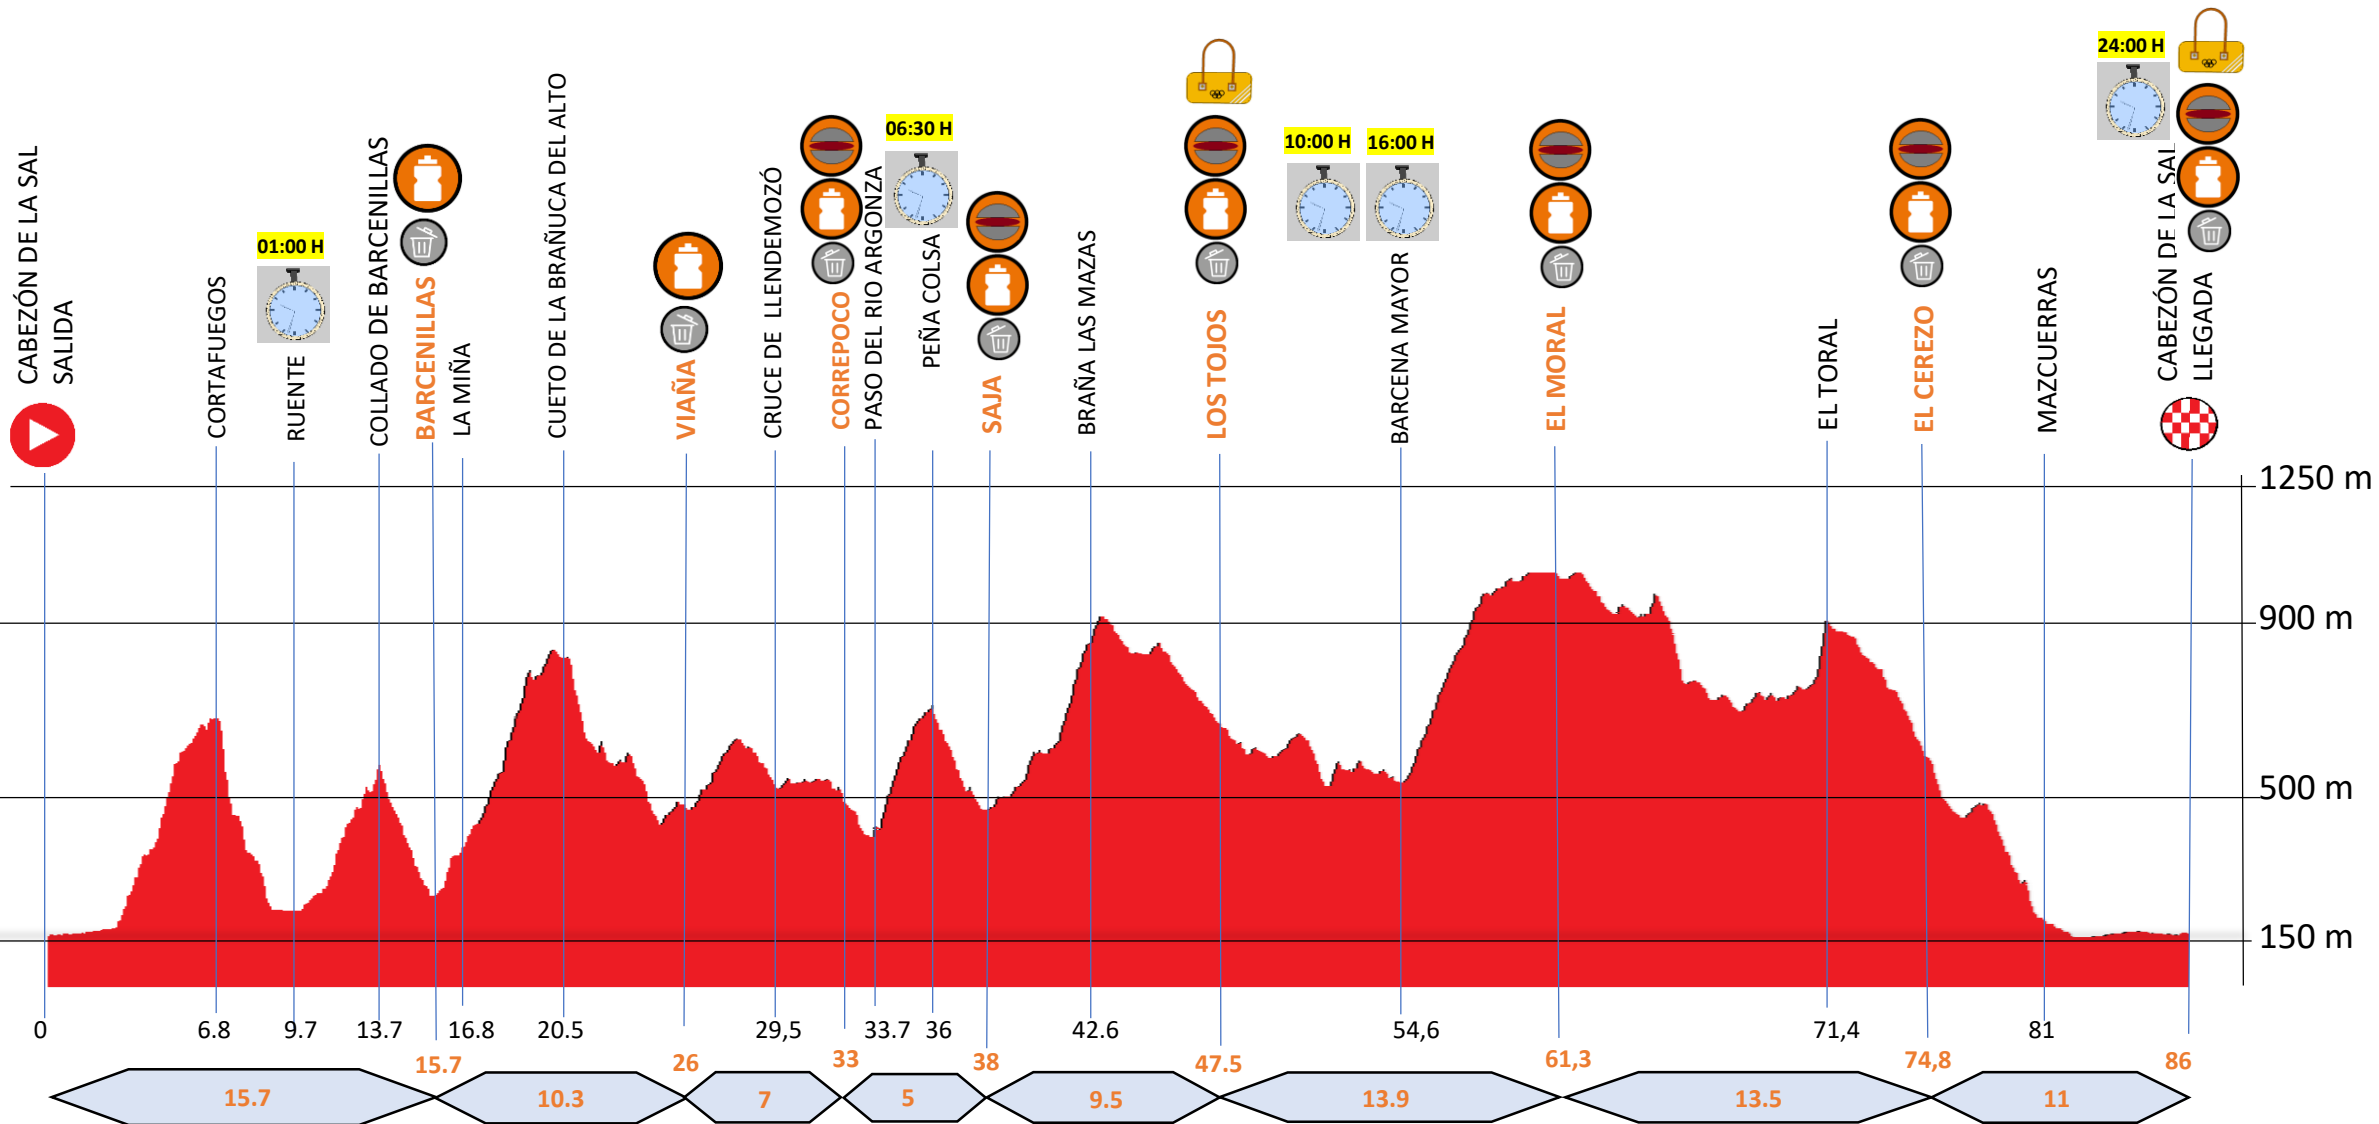 CABEZÓN DE LA SAL
SALIDA
CORTAFUEGOS
01:00 H
RUENTE
COLLADO DE BARCENILLAS
BARCENILLAS
LA MIÑA
CUETO DE LA BRAÑUCA DEL ALTO
VIAÑA
CRUCE DE LLENDEMOZÓ
CORREPOCO
PASO DEL RIO ARGONZA
06:30 H
PEÑA COLSA
SAJA
BRAÑA LAS MAZAS
LOS TOJOS
10:00 H
16:00 H
BARCENA MAYOR
EL MORAL
EL TORAL
EL CEREZO
MAZCUERRAS
24:00 H
CABEZÓN DE LA SAL
LLEGADA
1250 m
900 m
500 m
150 m
0 6.8 9.7 13.7 16.8 20.5 29,5 33.7 36 42.6 54,6 71,4 81
15.7 26 33 38 47.5 61,3 74,8 86
15.7 10.3 7 5 9.5 13.9 13.5 11